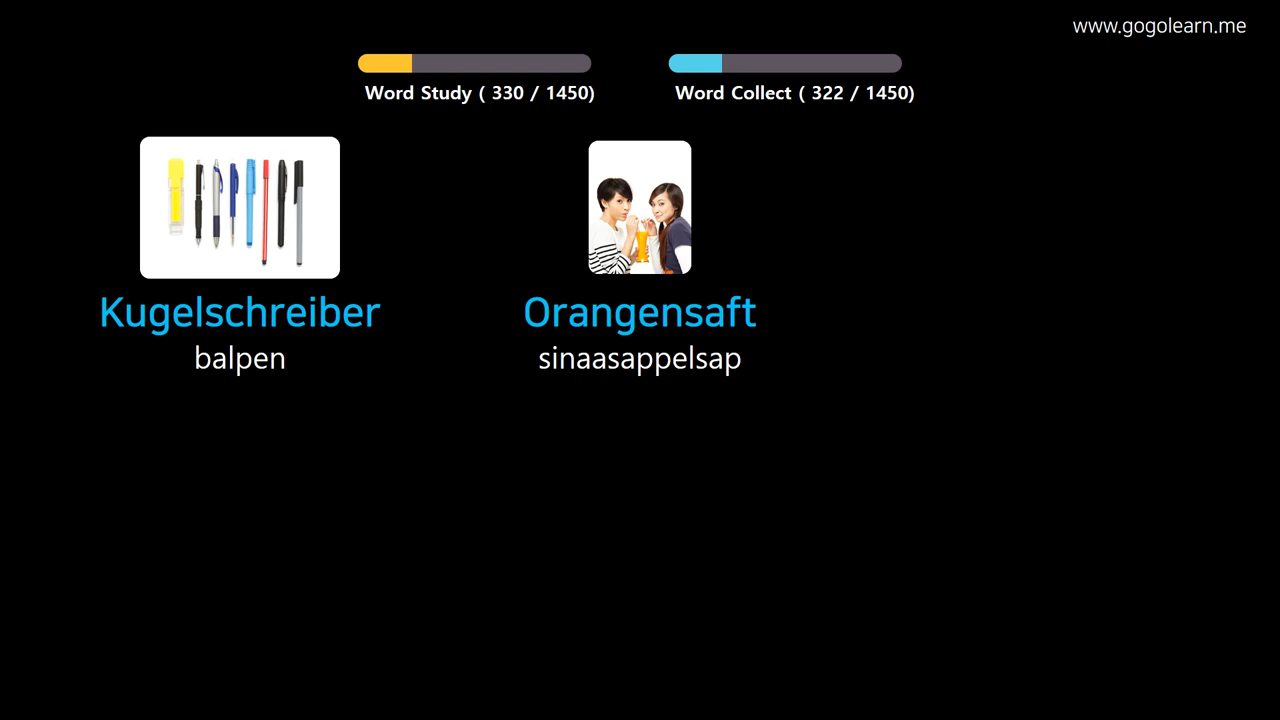 www.gogolearn.me
Word Study ( 330 / 1450)
Word Collect ( 322 / 1450)
Kugelschreiber
balpen
Orangensaft
sinaasappelsap